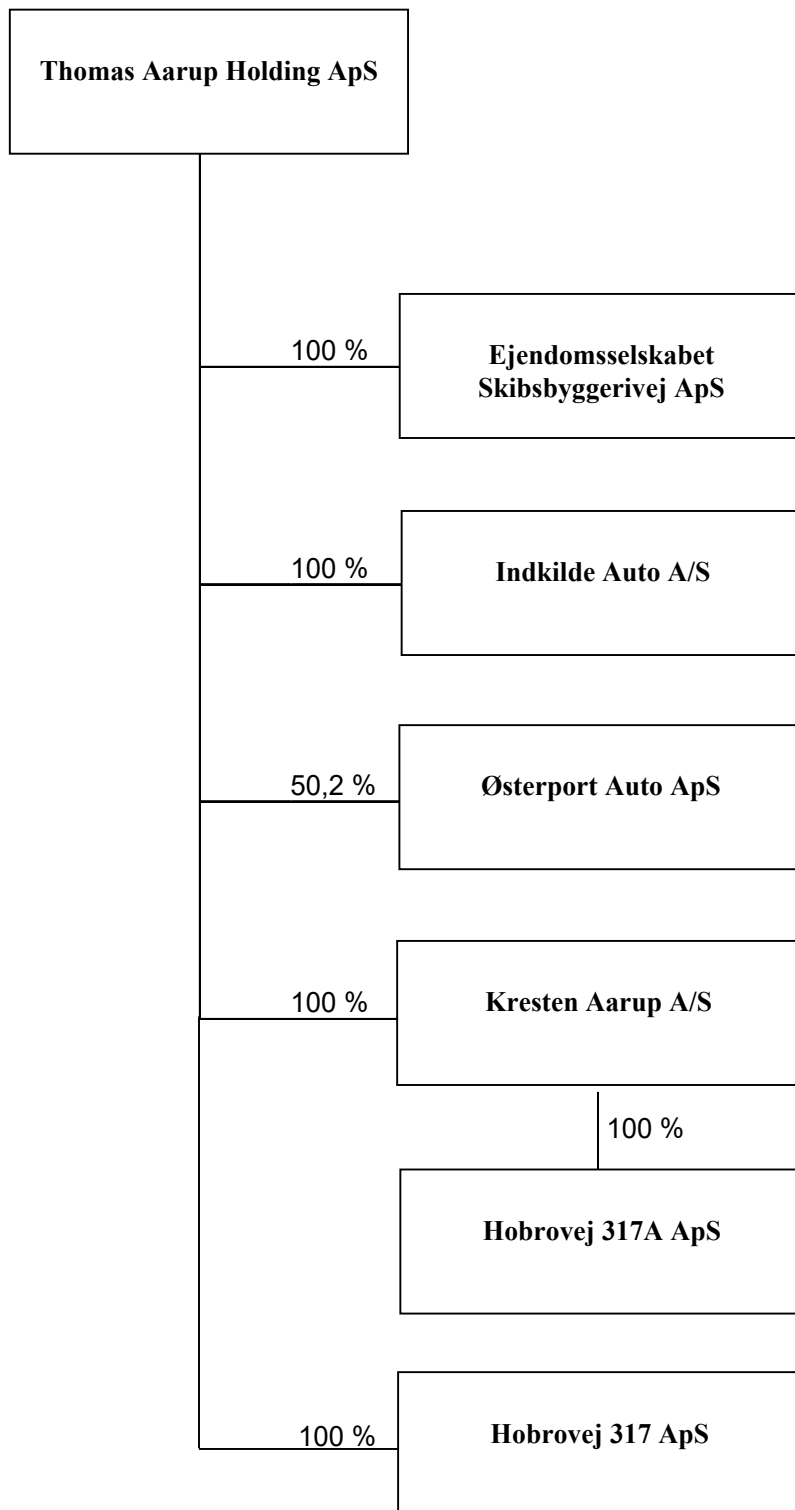 Thomas Aarup Holding ApS
100 %
Ejendomsselskabet
Skibsbyggerivej ApS
100 %
Indkilde Auto A/S
50,2 %
Østerport Auto ApS
100 %
Kresten Aarup A/S
100 %
Hobrovej 317A ApS
100 %
Hobrovej 317 ApS